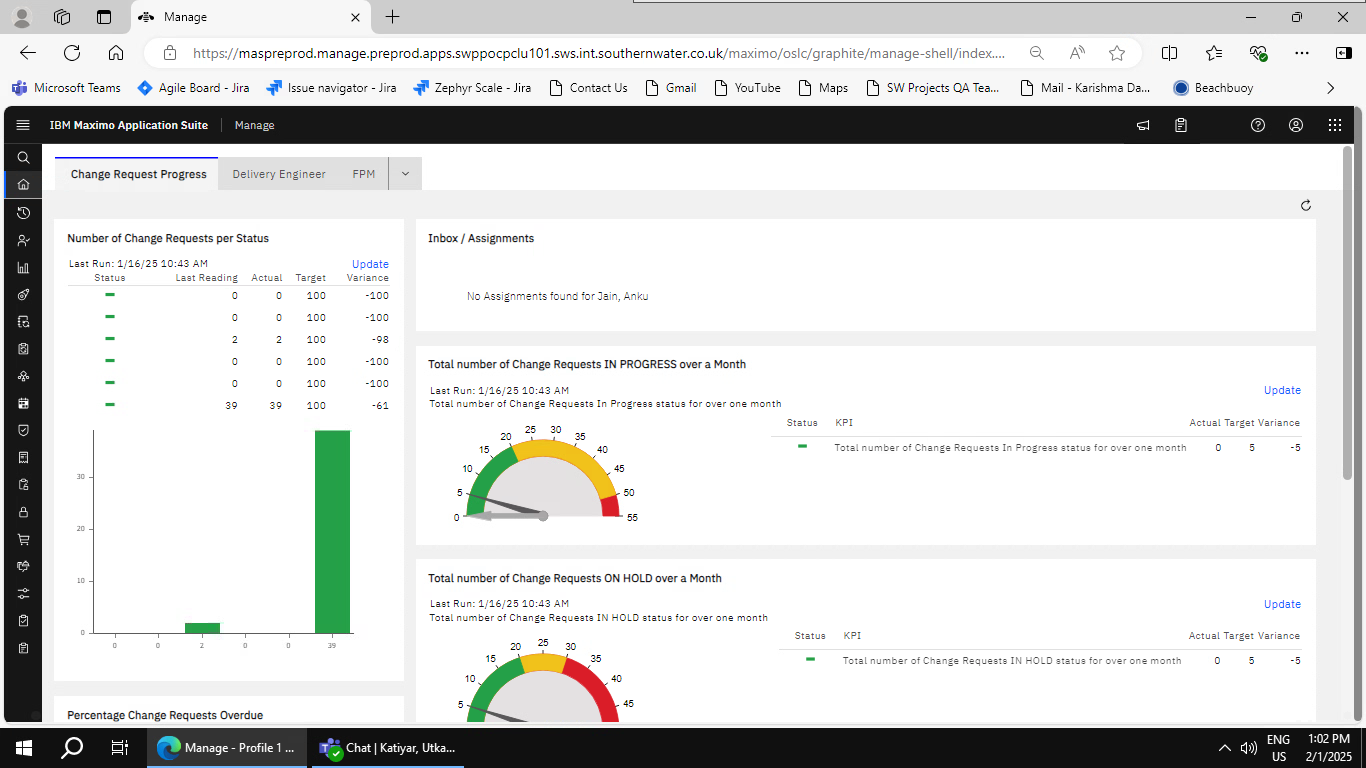 Manage
https://maspreprod.manage.preprod.apps.swppocpclu101.sws.int.southernwater.co.uk/maximo/oslc/graphite/manage-shell/index....
Microsoft Teams Agile Board - Jira Issue navigator - Jira Zephyr Scale - Jira Contact Us Gmail YouTube Maps SW Projects QA Tea... Mail - Karishma Da... Beachbuoy
IBM Maximo Application Suite Manage
Change Request Progress Delivery Engineer FPM
Number of Change Requests per Status
Last Run: 1/16/25 10:43 AM Update
Status Last Reading Actual Target Variance
0 0 100 -100
0 0 100 -100
2 2 100 -98
0 0 100 -100
0 0 100 -100
39 39 100 -61
30
20
10
0
0 0 2 0 0 39
Percentage Change Requests Overdue
Inbox / Assignments
No Assignments found for Jain, Anku
Total number of Change Requests IN PROGRESS over a Month
Last Run: 1/16/25 10:43 AM Update
Total number of Change Requests In Progress status for over one month
0 5 10 15 20 25 30 35 40 45 50 55
Status KPI Actual Target Variance
Total number of Change Requests In Progress status for over one month 0 5 -5
Total number of Change Requests ON HOLD over a Month
Last Run: 1/16/25 10:43 AM Update
Total number of Change Requests IN HOLD status for over one month
5 10 15 20 25 30 35 40 45
Status KPI Actual Target Variance
Total number of Change Requests IN HOLD status for over one month 0 5 -5
Manage - Profile 1 ... Chat | Katiyar, Utka...
ENG
US
1:02 PM
2/1/2025